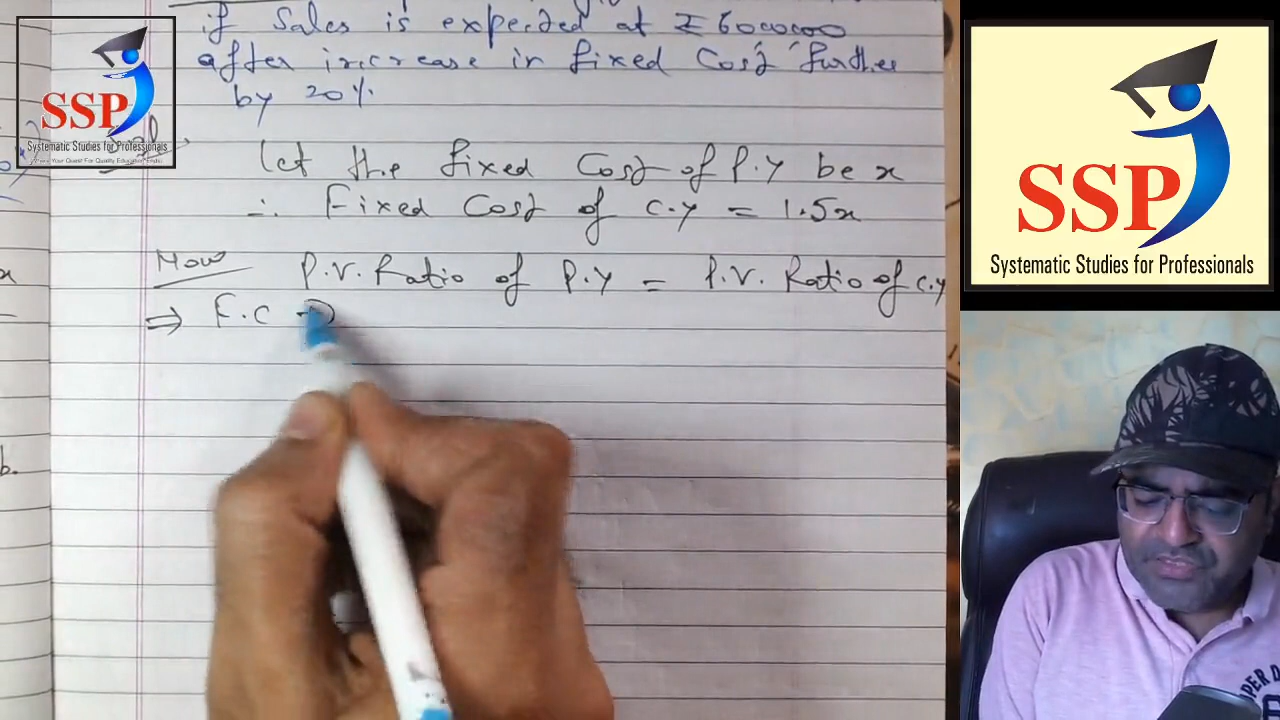 if Sales is expected at ₹6000000
after increase in fixed Cost further
by 20%
Let the fixed Cost of P.Y be x
∴ Fixed Cost of C.Y = 1.5x
Now P.V. Ratio of P.Y = P.V. Ratio of C.Y
⇒ F.C
x
b.
SSP
Systematic Studies for Professionals
SSP
Systematic Studies for Professionals